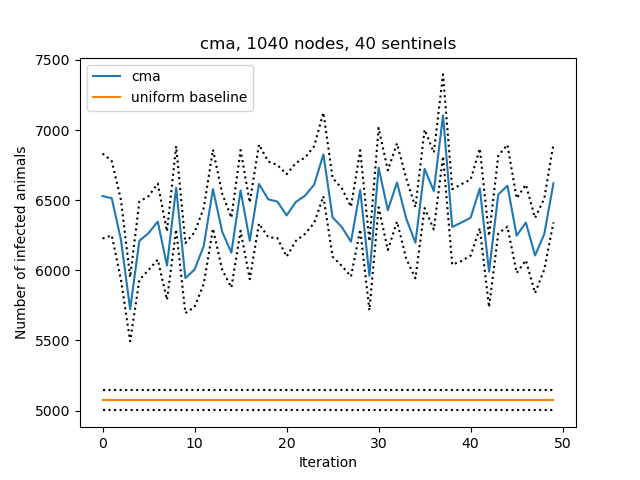 cma, 1040 nodes, 40 sentinels
7500
7000
6500
6000
5500
5000
Number of infected animals
cma
uniform baseline
0
10
20
30
40
50
Iteration